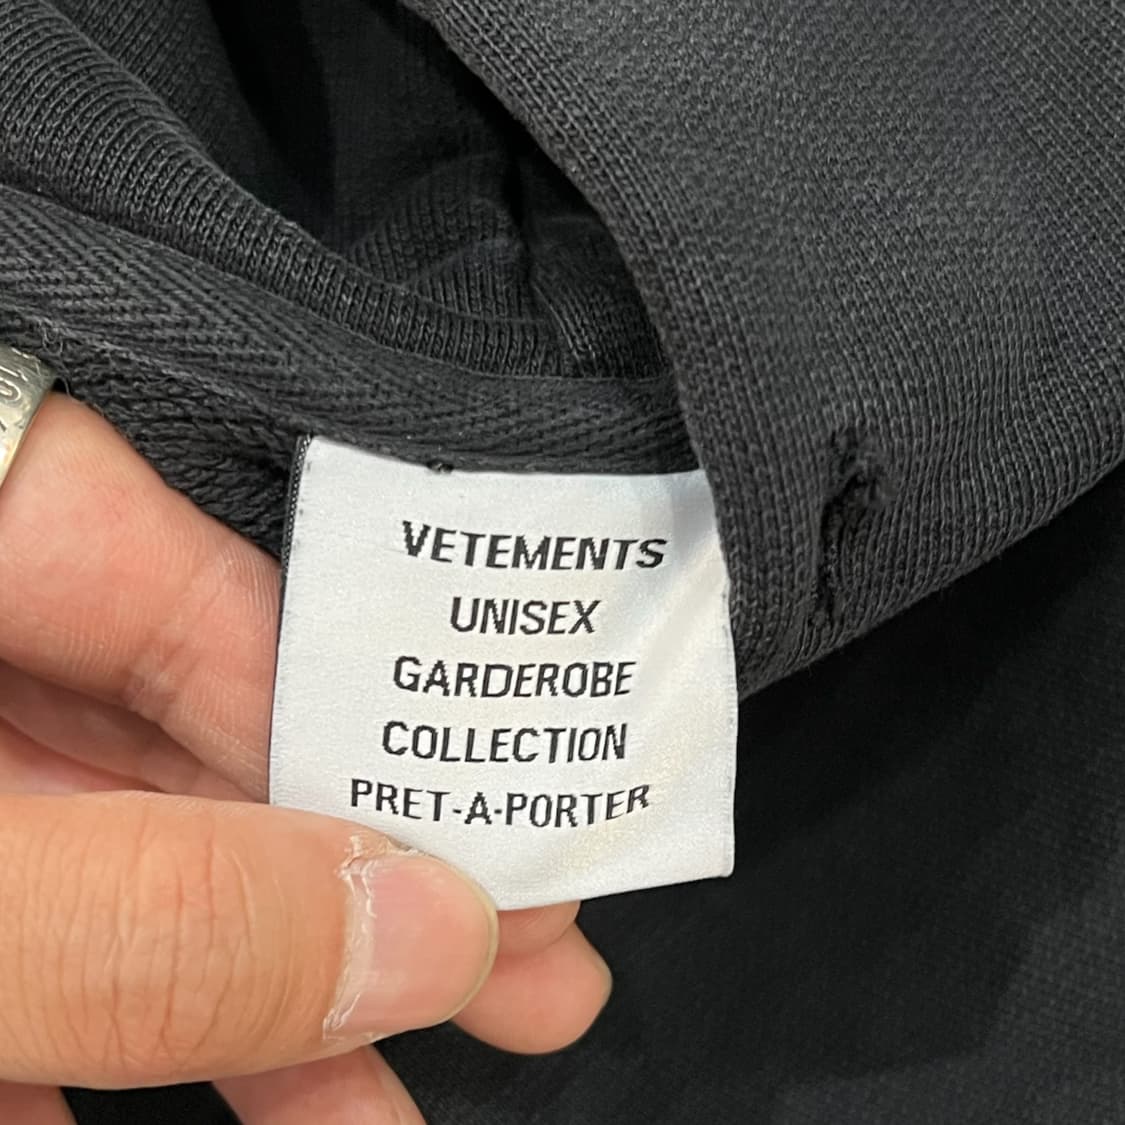 VETEMENTS
UNISEX
GARDEROBE
COLLECTION
PRET-A-PORTER